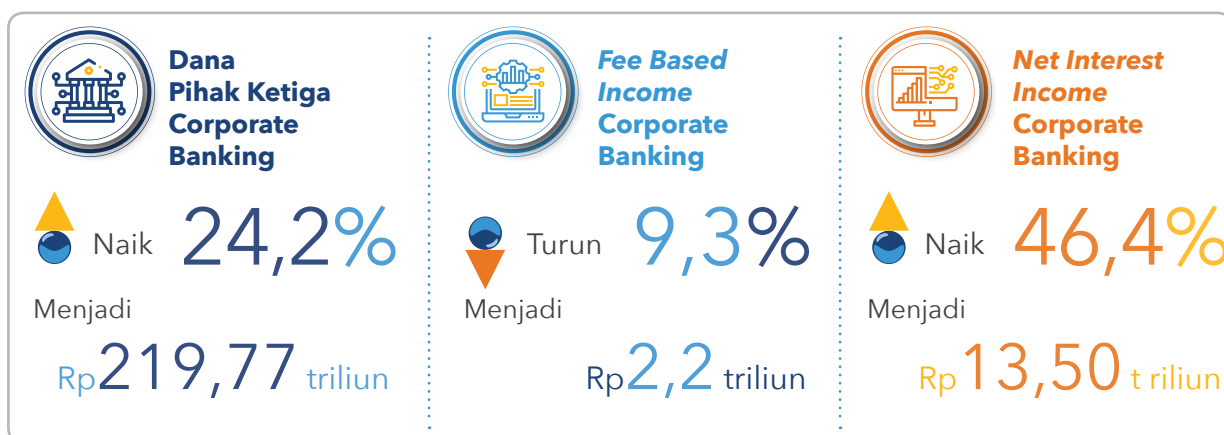 Dana
Pihak Ketiga
Corporate
Banking
Naik 24,2%
Menjadi
Rp219,77 triliun
Fee Based
Income
Corporate
Banking
Turun 9,3%
Menjadi
Rp2,2 triliun
Net Interest
Income
Corporate
Banking
Naik 46,4%
Menjadi
Rp13,50 t riliun